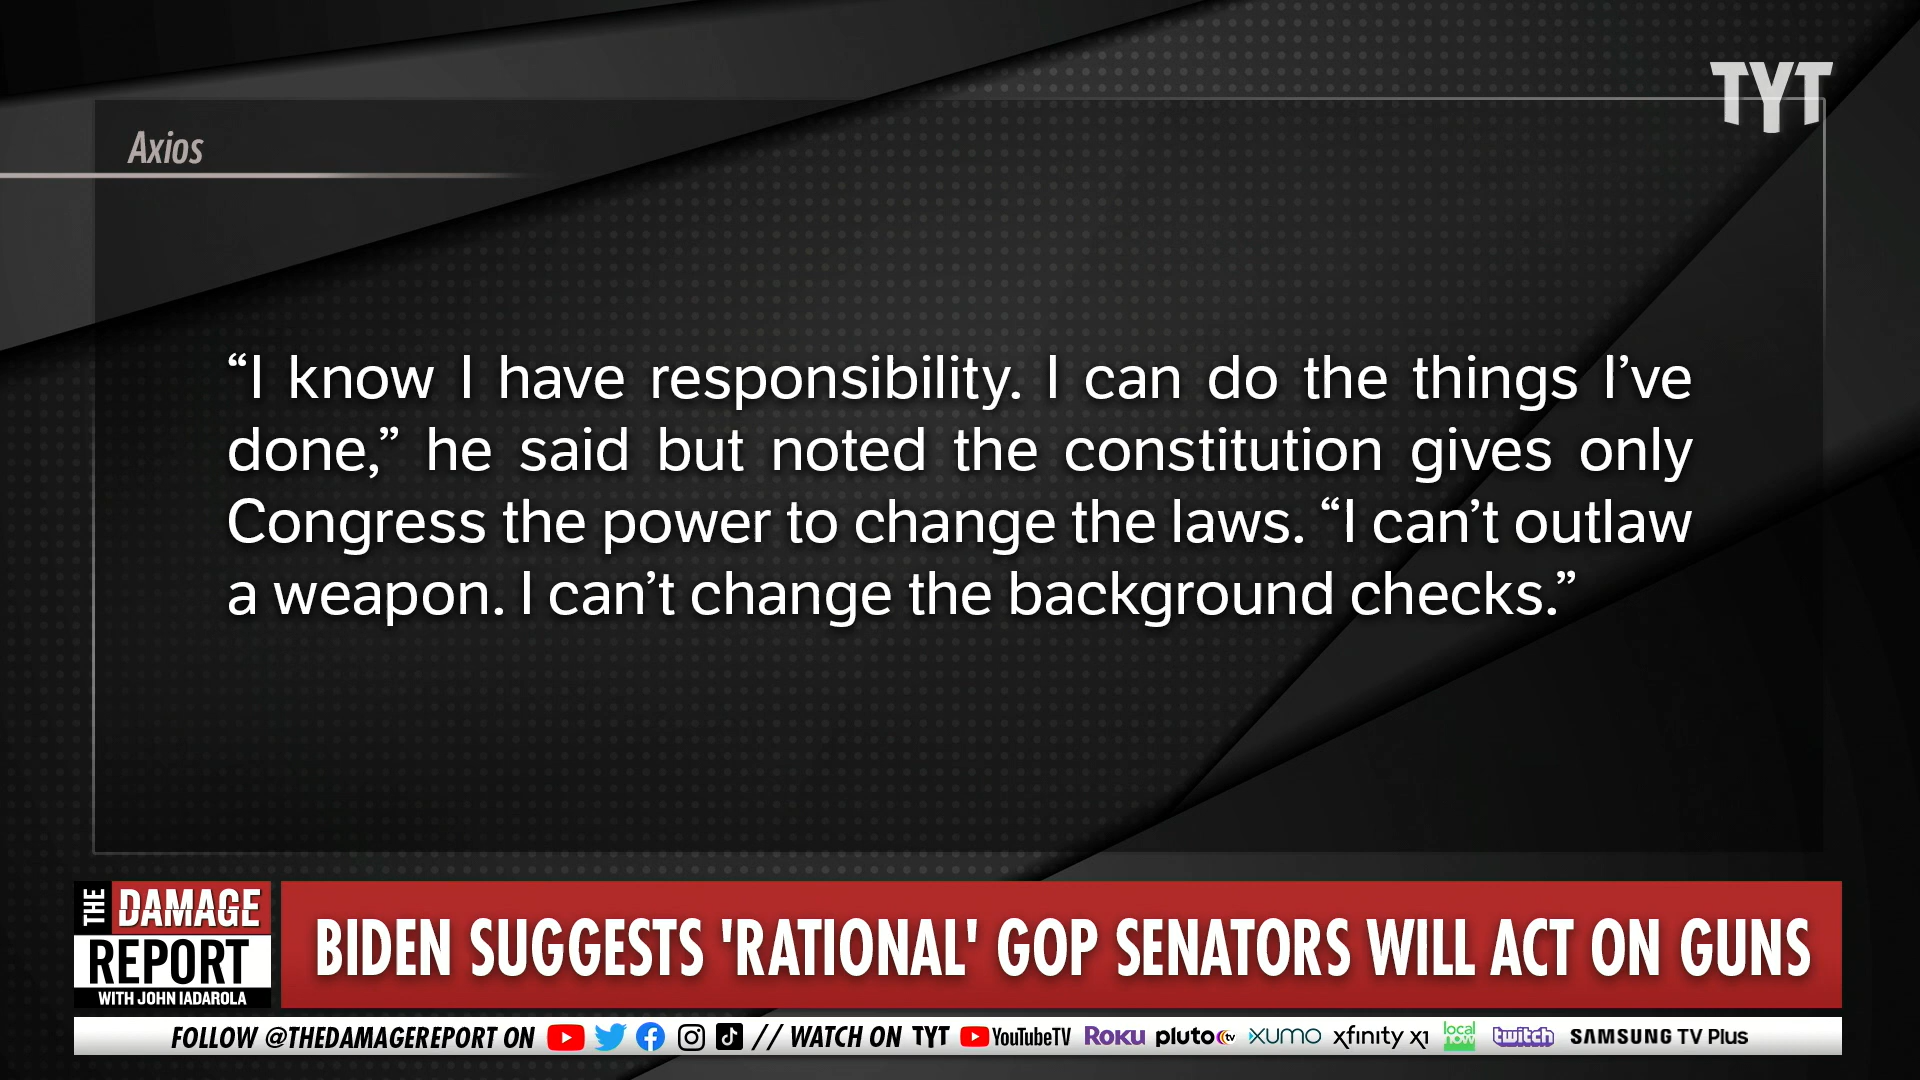 TYT
Axios
“I know I have responsibility. I can do the things I’ve
done,” he said but noted the constitution gives only
Congress the power to change the laws. “I can’t outlaw
a weapon. I can’t change the background checks.”
THE DAMAGE
REPORT
WITH JOHN IADAROLA
BIDEN SUGGESTS 'RATIONAL' GOP SENATORS WILL ACT ON GUNS
FOLLOW @THEDAMAGEREPORT ON // WATCH ON TYT YouTubeTV ROKU pluto tv XUMO xfinity x1 local now twitch SAMSUNG TV Plus